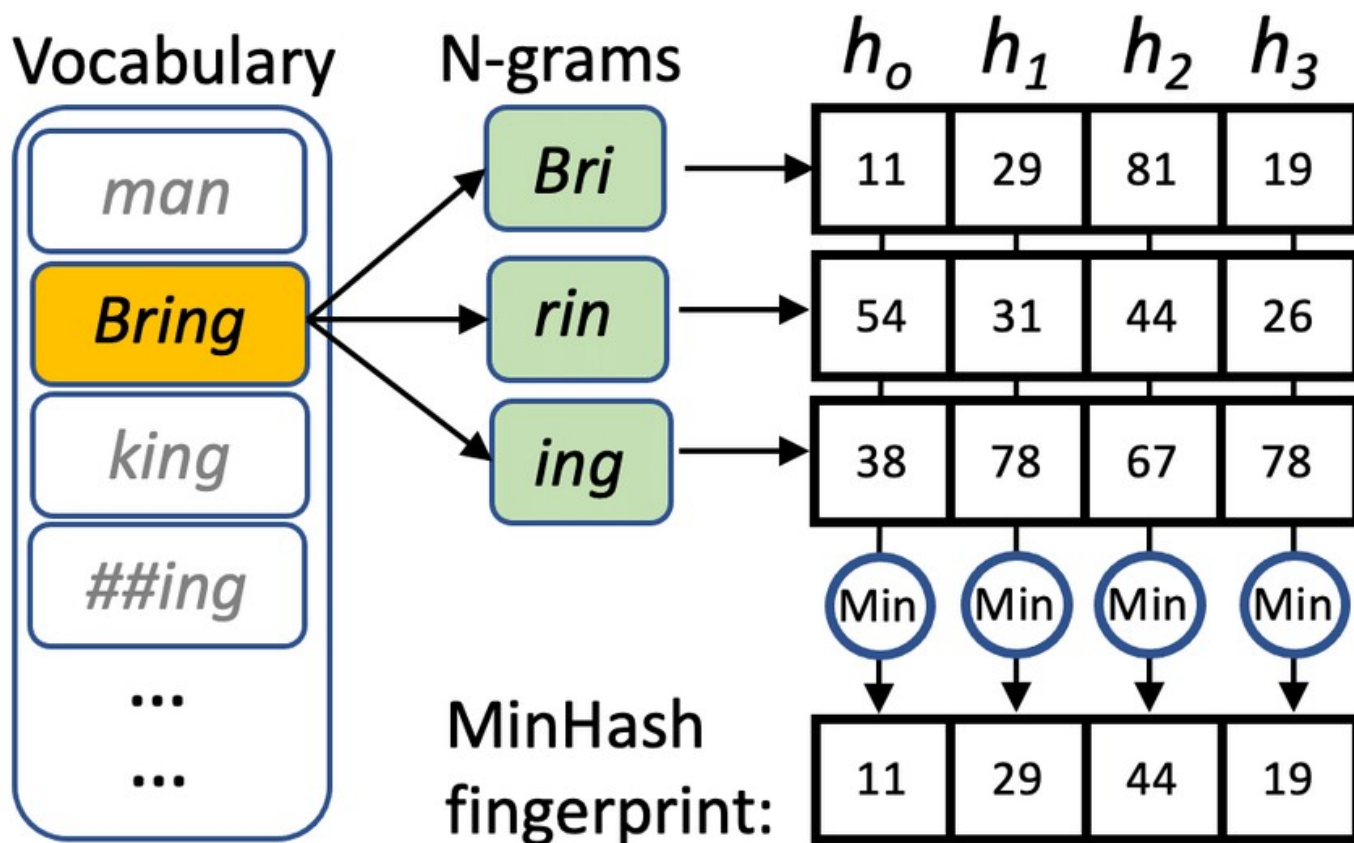 Vocabulary
man
Bring
king
##ing
...
...
N-grams
Bri
rin
ing
h₀ h₁ h₂ h₃
11 29 81 19
54 31 44 26
38 78 67 78
Min Min Min Min
MinHash
fingerprint:
11 29 44 19